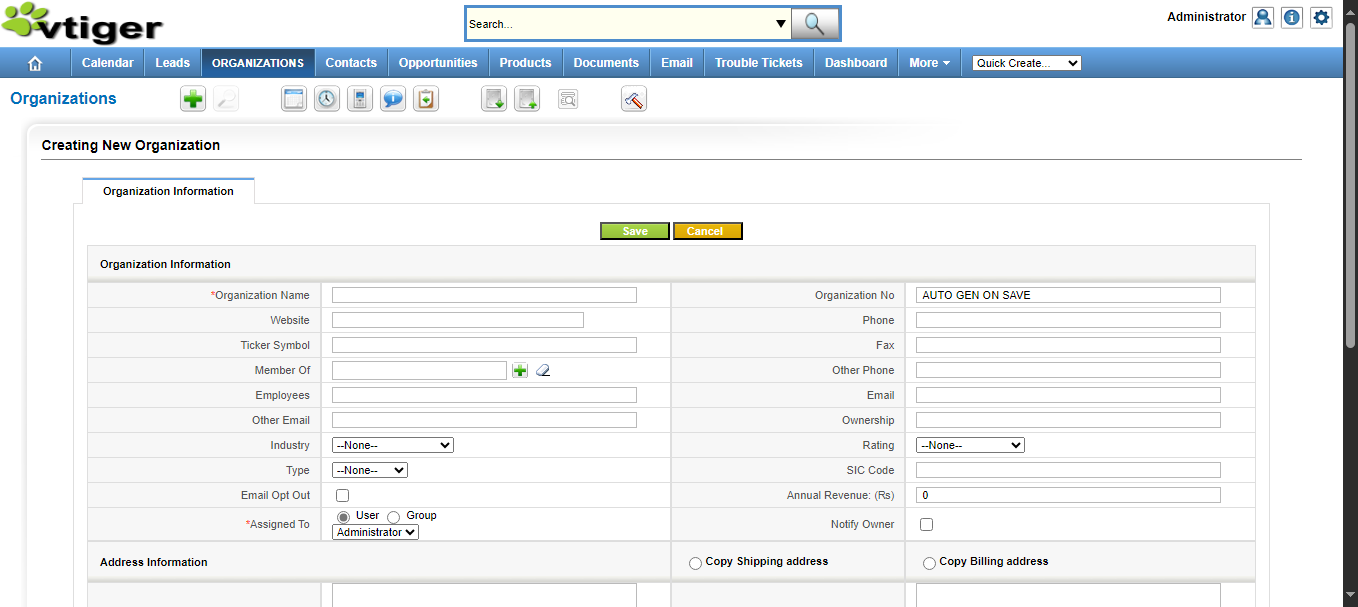 vtiger
Search...
Administrator
Calendar Leads ORGANIZATIONS Contacts Opportunities Products Documents Email Trouble Tickets Dashboard More Quick Create...
Organizations
Creating New Organization
Organization Information
Save Cancel
Organization Information
*Organization Name Organization No AUTO GEN ON SAVE
Website Phone
Ticker Symbol Fax
Member Of Other Phone
Employees Email
Other Email Ownership
Industry --None-- Rating --None--
Type --None-- SIC Code
Email Opt Out Annual Revenue: (Rs) 0
*Assigned To User Group Administrator Notify Owner
Address Information Copy Shipping address Copy Billing address